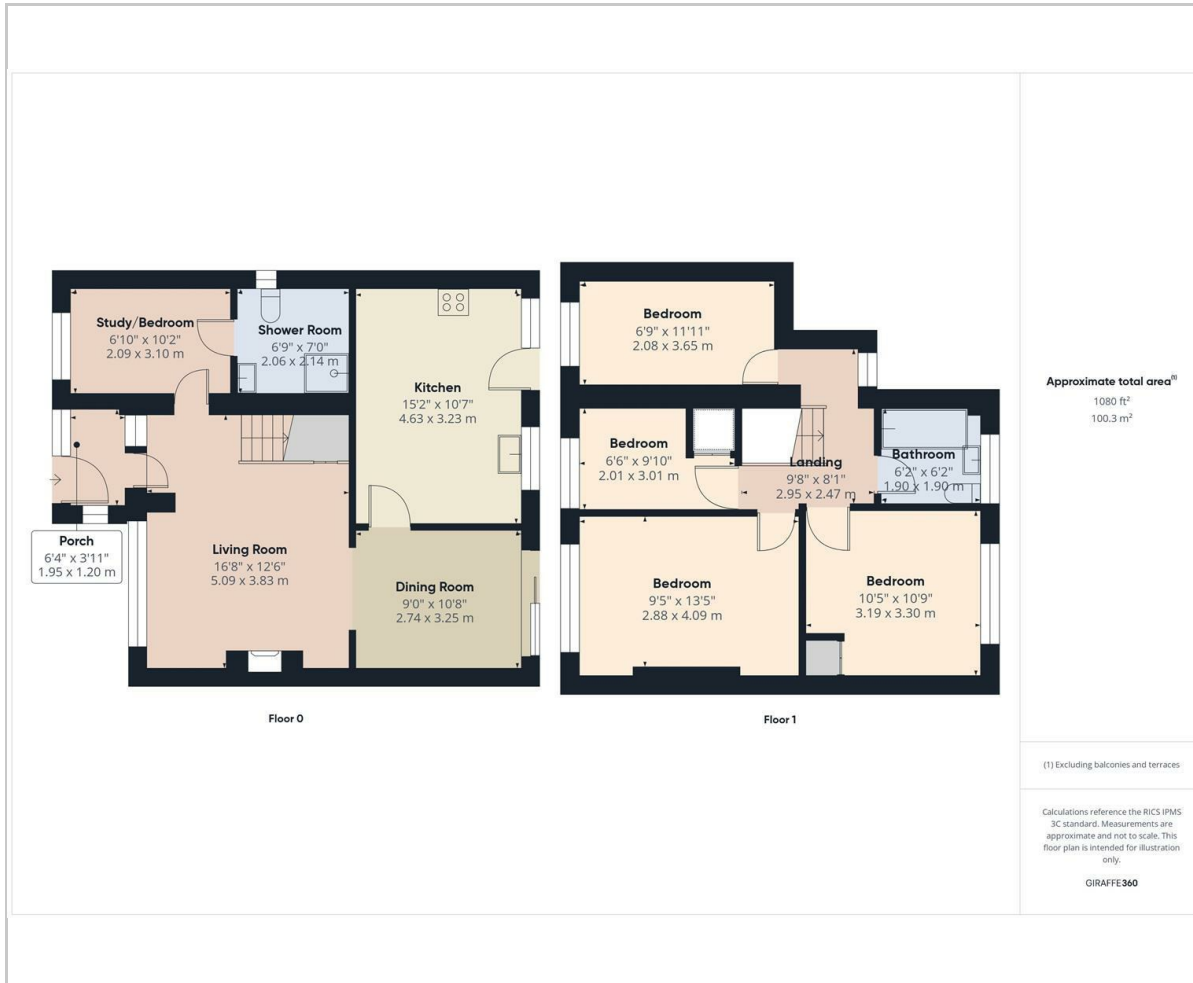 Study/Bedroom
6'10" x 10'2"
2.09 x 3.10 m
Shower Room
6'9" x 7'0"
2.06 x 2.14 m
Kitchen
15'2" x 10'7"
4.63 x 3.23 m
Porch
6'4" x 3'11"
1.95 x 1.20 m
Living Room
16'8" x 12'6"
5.09 x 3.83 m
Dining Room
9'0" x 10'8"
2.74 x 3.25 m
Floor 0
Bedroom
6'9" x 11'11"
2.08 x 3.65 m
Bedroom
6'6" x 9'10"
2.01 x 3.01 m
Landing
9'8" x 8'1"
2.95 x 2.47 m
Bathroom
6'2" x 6'2"
1.90 x 1.90 m
Bedroom
9'5" x 13'5"
2.88 x 4.09 m
Bedroom
10'5" x 10'9"
3.19 x 3.30 m
Floor 1
Approximate total area(1)
1080 ft²
100.3 m²
(1) Excluding balconies and terraces
Calculations reference the RICS IPMS
3C standard. Measurements are
approximate and not to scale. This
floor plan is intended for illustration
only.
GIRAFFE360